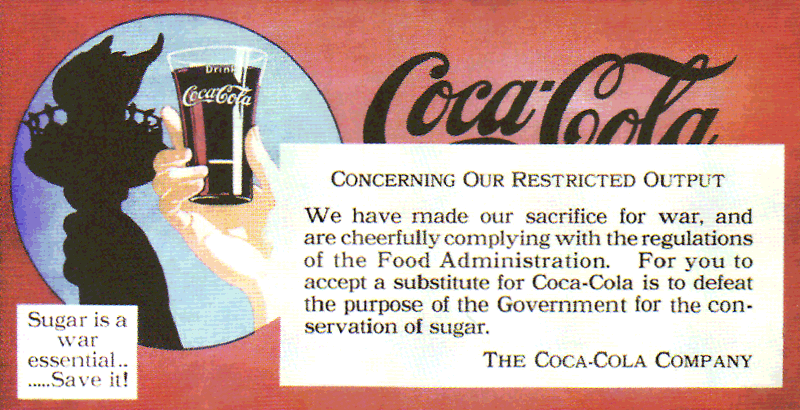 Drink
Coca-Cola
Coca-Cola
CONCERNING OUR RESTRICTED OUTPUT
We have made our sacrifice for war, and
are cheerfully complying with the regulations
of the Food Administration. For you to
accept a substitute for Coca-Cola is to defeat
the purpose of the Government for the con-
servation of sugar.
THE COCA-COLA COMPANY
Sugar is a
war
essential..
.....Save it!